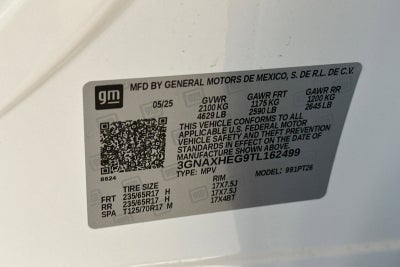 gm
MFD BY GENERAL MOTORS DE MEXICO, S. DE R.L. DE C.V.
05/25 GVWR GAWR FRT GAWR RR
2100 KG 1175 KG 1200 KG
4629 LB 2590 LB 2645 LB
THIS VEHICLE CONFORMS TO ALL
APPLICABLE U.S. FEDERAL MOTOR
VEHICLE SAFETY AND THEFT PREVENTION
STANDARDS IN EFFECT ON THE DATE OF
MANUFACTURE SHOWN ABOVE.
3GNAXHEG9TL162499
8624
TYPE: MPV MODEL: 991PT26
TIRE SIZE RIM
FRT 235/65R17 H 17X7.5J
RR 235/65R17 H 17X7.5J
SPA T125/70R17 M 17X4BT